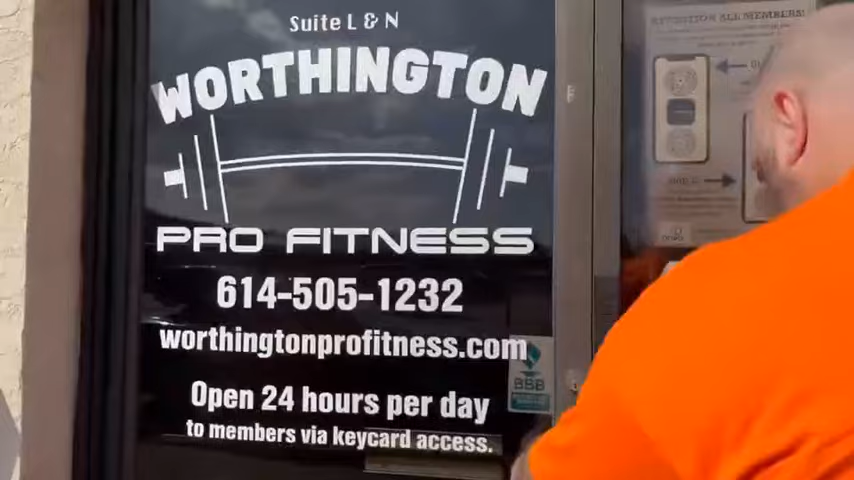 Suite L & N
WORTHINGTON
PRO FITNESS
614-505-1232
worthingtonprofitness.com
Open 24 hours per day
to members via keycard access.
BBB
ATTENTION ALL MEMBERS!